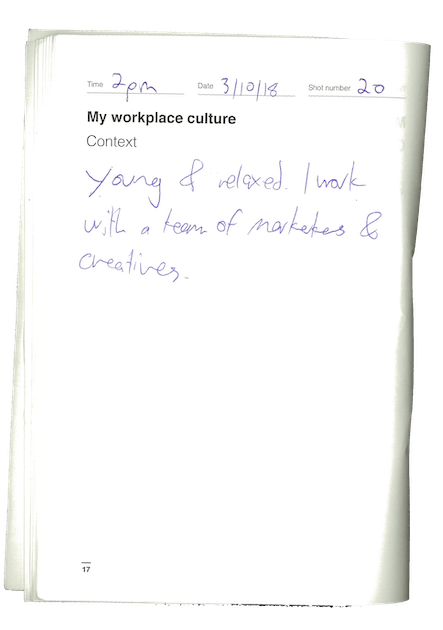 Time 2pm Date 3/10/18 Shot number 20
My workplace culture
Context
Young & relaxed. I work
with a team of marketers &
creatives.
17